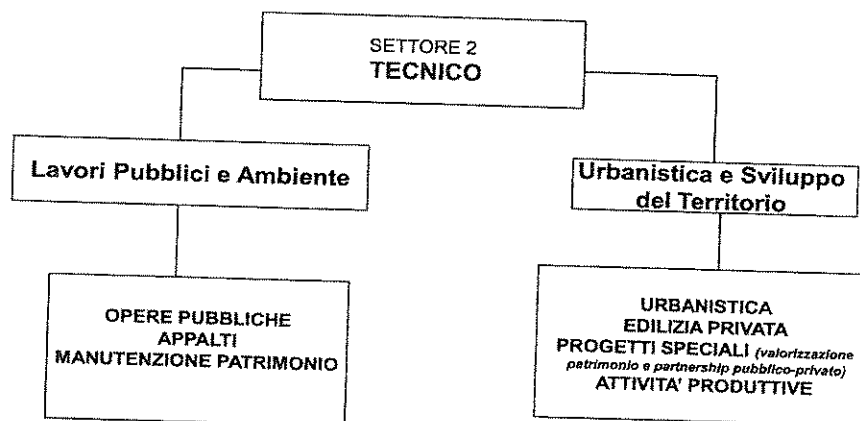 SETTORE 2
TECNICO
Lavori Pubblici e Ambiente
Urbanistica e Sviluppo
del Territorio
OPERE PUBBLICHE
APPALTI
MANUTENZIONE PATRIMONIO
URBANISTICA
EDILIZIA PRIVATA
PROGETTI SPECIALI (valorizzazione
patrimonio e partnership pubblico-privato)
ATTIVITA' PRODUTTIVE